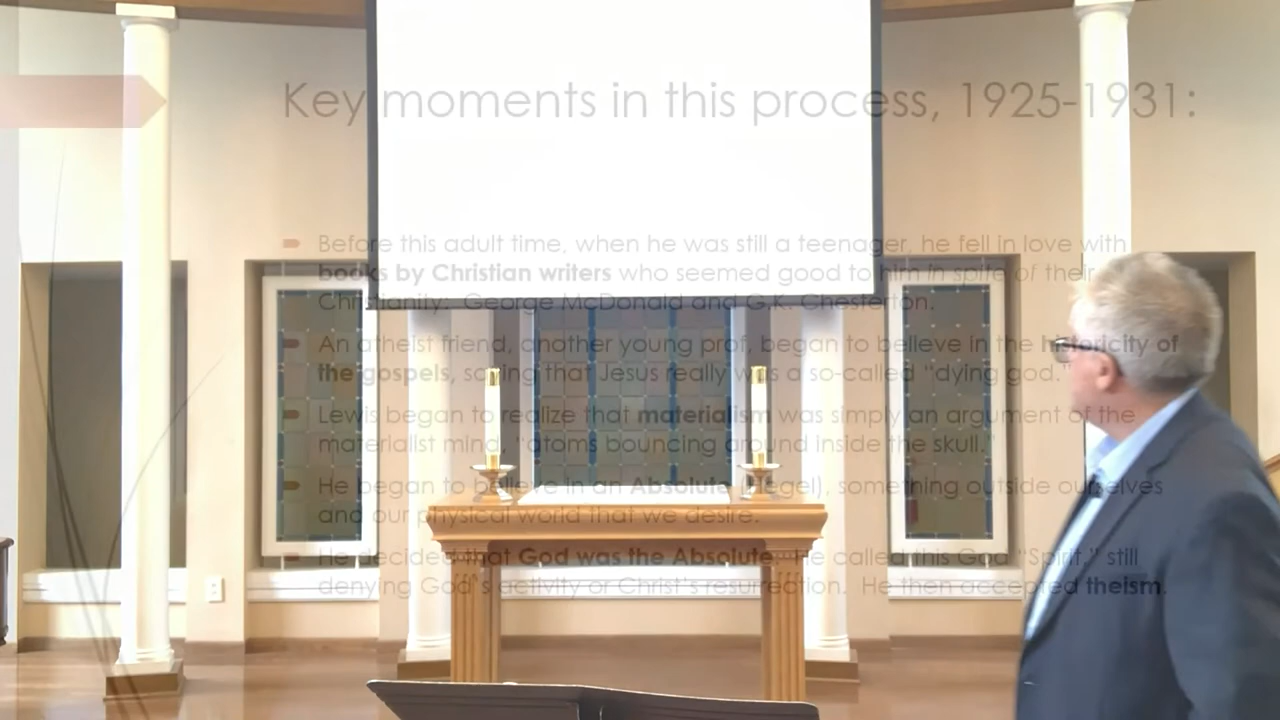 Key moments in this process, 1925-1931:
Before this adult time, when he was still a teenager, he fell in love with
books by Christian writers who seemed good to him in spite of their
Christianity: George McDonald and G.K. Chesterton.
An atheist friend, another young prof, began to believe in the historicity of
the gospels, saying that Jesus really was a so-called “dying god.”
Lewis began to realize that materialism was simply an argument of the
materialist mind, “atoms bouncing around inside the skull.”
He began to believe in an Absolute (Hegel), something outside ourselves
and our physical world that we desire.
He decided that God was the Absolute. He called this God “Spirit,” still
denying God’s activity or Christ’s resurrection. He then accepted theism.